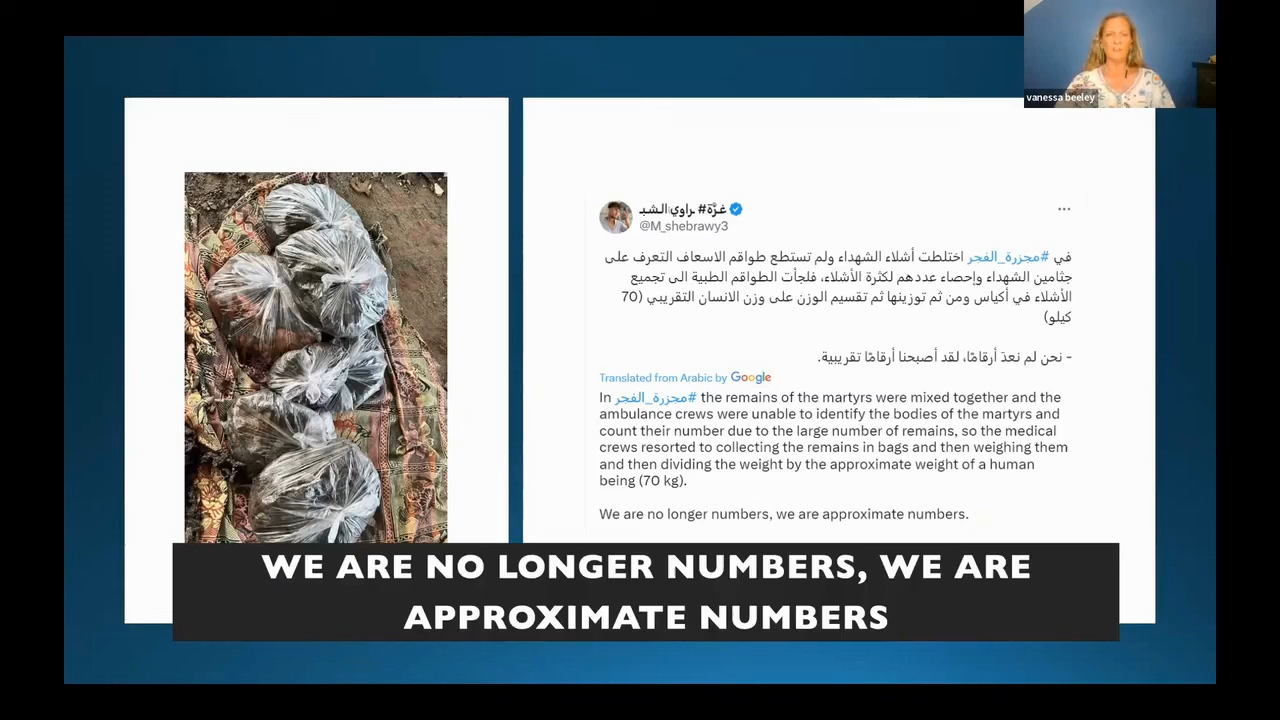 vanessa beeley
@M_shebrawy3
في #مجزرة_الفجر اختلطت أشلاء الشهداء ولم تستطع طواقم الاسعاف التعرف على
جثامين الشهداء وإحصاء عددهم لكثرة الأشلاء، فلجأت الطواقم الطبية الى تجميع
الأشلاء في أكياس ومن ثم توزينها ثم تقسيم الوزن على وزن الانسان التقريبي (70
كيلو)
- نحن لم نعدَ أرقامًا، لقد أصبحنا أرقامًا تقريبية.
Translated from Arabic by Google
In #مجزرة_الفجر the remains of the martyrs were mixed together and the
ambulance crews were unable to identify the bodies of the martyrs and
count their number due to the large number of remains, so the medical
crews resorted to collecting the remains in bags and then weighing them
and then dividing the weight by the approximate weight of a human
being (70 kg).
We are no longer numbers, we are approximate numbers.
WE ARE NO LONGER NUMBERS, WE ARE
APPROXIMATE NUMBERS